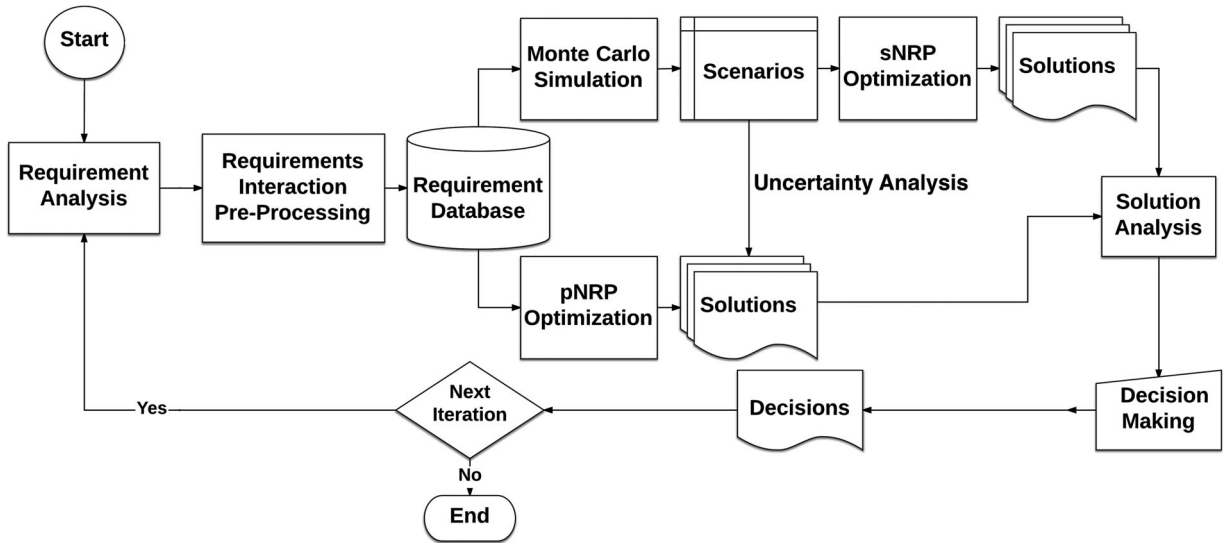 Start
Requirement
Analysis
Requirements
Interaction
Pre-Processing
Requirement
Database
Monte Carlo
Simulation
Scenarios
sNRP
Optimization
Solutions
Uncertainty Analysis
pNRP
Optimization
Solutions
Solution
Analysis
Decision
Making
Decisions
Next
Iteration
Yes
No
End